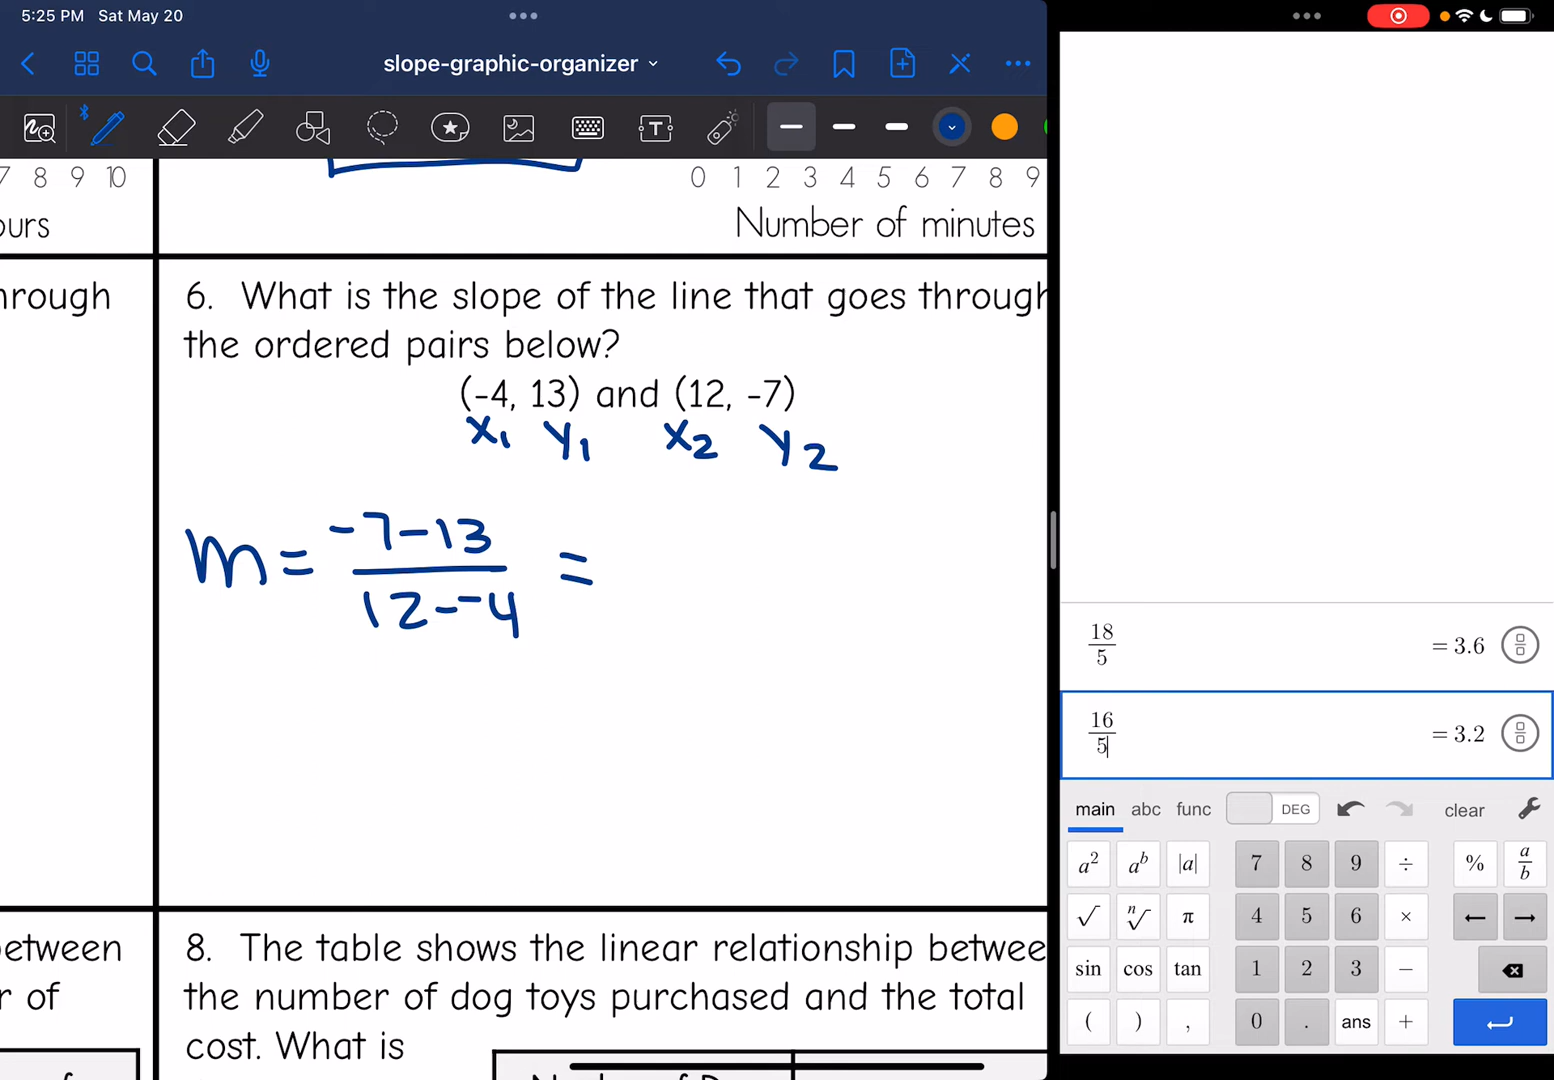 5:25 PM Sat May 20
slope-graphic-organizer
T
7 8 9 10
0 1 2 3 4 5 6 7 8 9
ours
Number of minutes
hrough
6. What is the slope of the line that goes through
the ordered pairs below?
(-4, 13) and (12, -7)
x₁ y₁ x₂ y₂
m = -7-13 =
12--4
etween
r of
8. The table shows the linear relationship betwee
the number of dog toys purchased and the total
cost. What is
18
5
= 3.6
16
5
= 3.2
main abc func DEG clear
a² aᵇ |a| 7 8 9 ÷ % a/b
√ ⁿ√ π 4 5 6 × ← →
sin cos tan 1 2 3 −
( ) , 0 . ans +